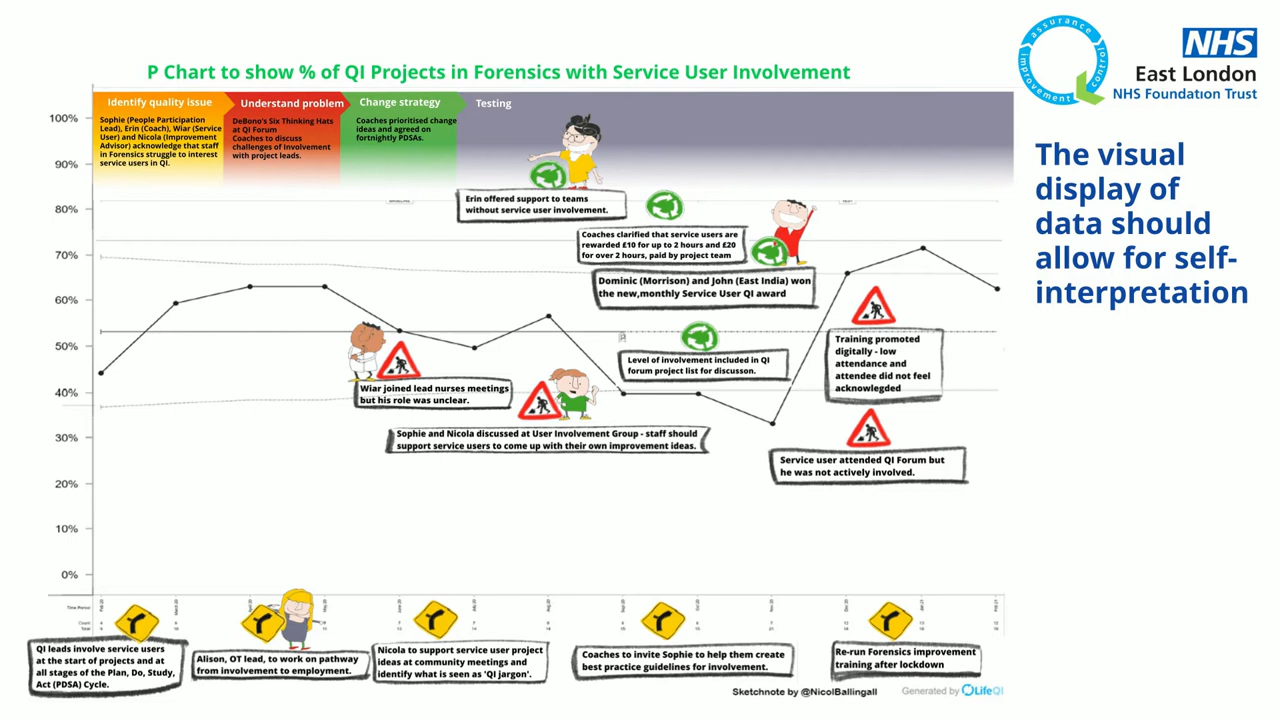 P Chart to show % of QI Projects in Forensics with Service User Involvement
assurance
control
improvement
NHS
East London
NHS Foundation Trust
The visual
display of
data should
allow for self-
interpretation
Identify quality issue
Sophie (People Participation
Lead), Erin (Coach), Wiar (Service
User) and Nicola (Improvement
Advisor) acknowledge that staff
in Forensics struggle to interest
service users in QI.
Understand problem
DeBono's Six Thinking Hats
at QI Forum
Coaches to discuss
challenges of Involvement
with project leads.
Change strategy
Coaches prioritised change
ideas and agreed on
fortnightly PDSAs.
Testing
100%
90%
80%
70%
60%
50%
40%
30%
20%
10%
0%
Erin offered support to teams
without service user involvement.
Coaches clarified that service users are
rewarded £10 for up to 2 hours and £20
for over 2 hours, paid by project team
Dominic (Morrison) and John (East India) won
the new,monthly Service User QI award
Level of involvement included in QI
forum project list for discusson.
Training promoted
digitally - low
attendance and
attendee did not feel
acknowlegded
Wiar joined lead nurses meetings
but his role was unclear.
Sophie and Nicola discussed at User Involvement Group - staff should
support service users to come up with their own improvement ideas.
Service user attended QI Forum but
he was not actively involved.
Time Period
Count
Total
QI leads involve service users
at the start of projects and at
all stages of the Plan, Do, Study,
Act (PDSA) Cycle.
Alison, OT lead, to work on pathway
from involvement to employment.
Nicola to support service user project
ideas at community meetings and
identify what is seen as 'QI jargon'.
Coaches to invite Sophie to help them create
best practice guidelines for involvement.
Re-run Forensics improvement
training after lockdown
Sketchnote by @NicolBallingall
Generated by LifeQI